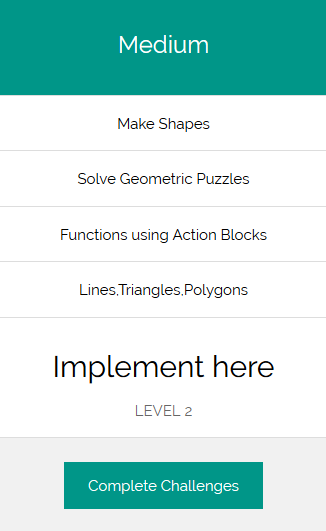 Medium
Make Shapes
Solve Geometric Puzzles
Functions using Action Blocks
Lines,Triangles,Polygons
Implement here
LEVEL 2
Complete Challenges